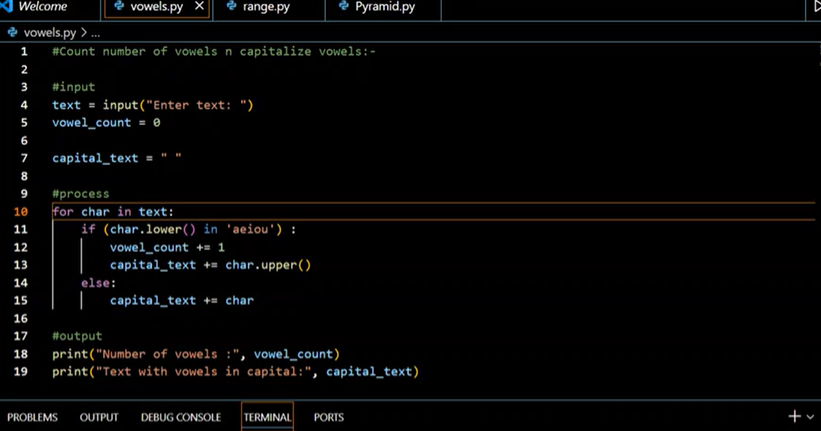 Welcome vowels.py range.py Pyramid.py
vowels.py > ...
1 #Count number of vowels n capitalize vowels:-
2
3 #input
4 text = input("Enter text: ")
5 vowel_count = 0
6
7 capital_text = " "
8
9 #process
10 for char in text:
11     if (char.lower() in 'aeiou') :
12         vowel_count += 1
13         capital_text += char.upper()
14     else:
15         capital_text += char
16
17 #output
18 print("Number of vowels :", vowel_count)
19 print("Text with vowels in capital:", capital_text)
PROBLEMS OUTPUT DEBUG CONSOLE TERMINAL PORTS